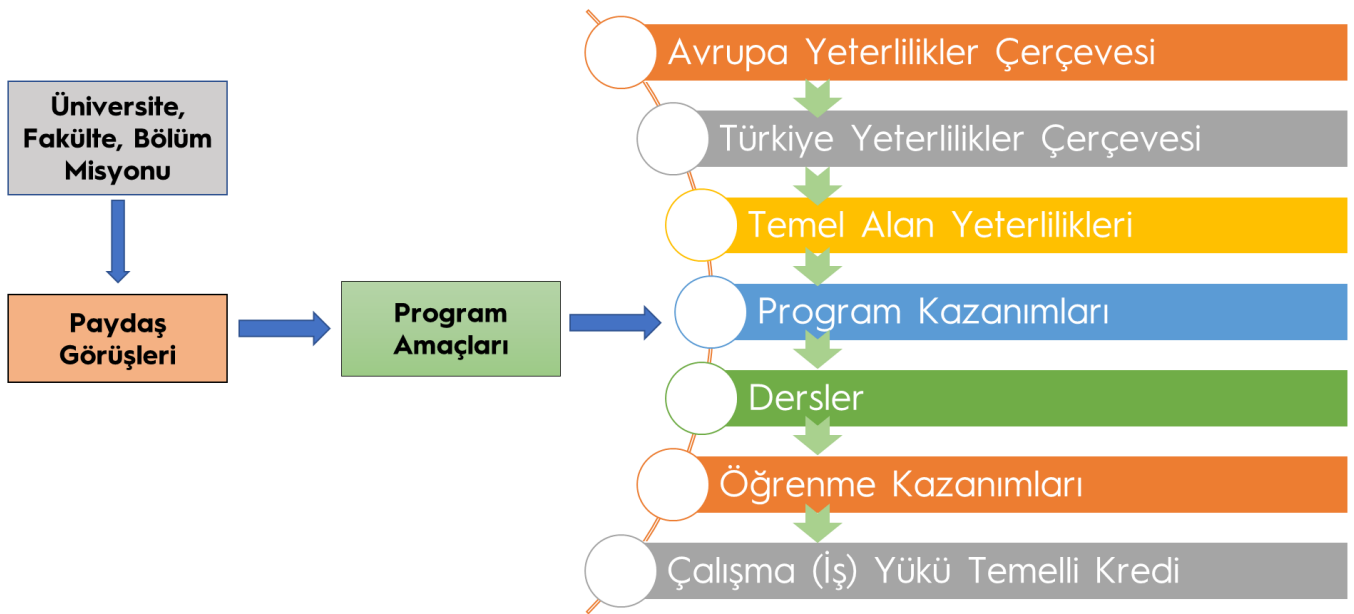 Üniversite,
Fakülte, Bölüm
Misyonu
Paydaş
Görüşleri
Program
Amaçları
Avrupa Yeterlilikler Çerçevesi
Türkiye Yeterlilikler Çerçevesi
Temel Alan Yeterlilikleri
Program Kazanımları
Dersler
Öğrenme Kazanımları
Çalışma (İş) Yükü Temelli Kredi